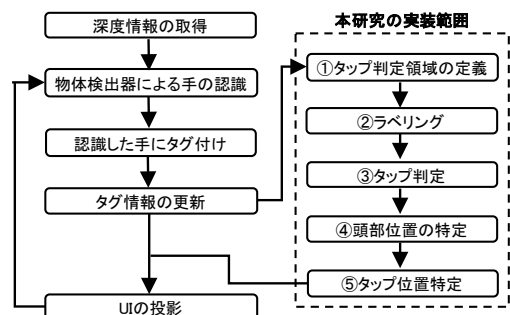 深度情報の取得
物体検出器による手の認識
認識した手にタグ付け
タグ情報の更新
UIの投影
本研究の実装範囲
①タップ判定領域の定義
②ラベリング
③タップ判定
④頭部位置の特定
⑤タップ位置特定